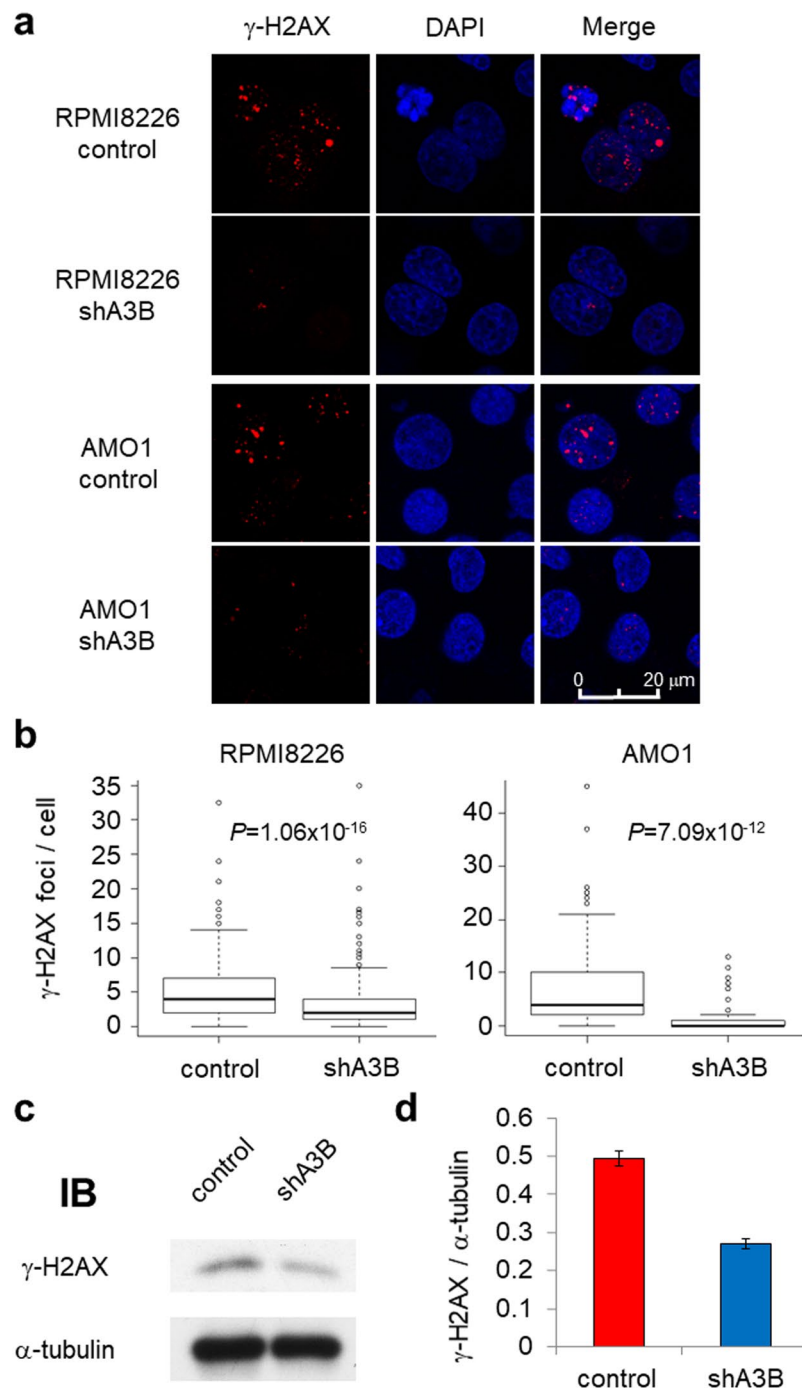 a
γ-H2AX DAPI Merge
RPMI8226
control
RPMI8226
shA3B
AMO1
control
AMO1
shA3B
0 20 μm
b
RPMI8226
γ-H2AX foci / cell
35
30
25
20
15
10
5
0
P=1.06x10⁻¹⁶
control shA3B
AMO1
40
30
20
10
0
P=7.09x10⁻¹²
control shA3B
c
IB
control shA3B
γ-H2AX
α-tubulin
d
γ-H2AX / α-tubulin
0.6
0.5
0.4
0.3
0.2
0.1
0
control shA3B